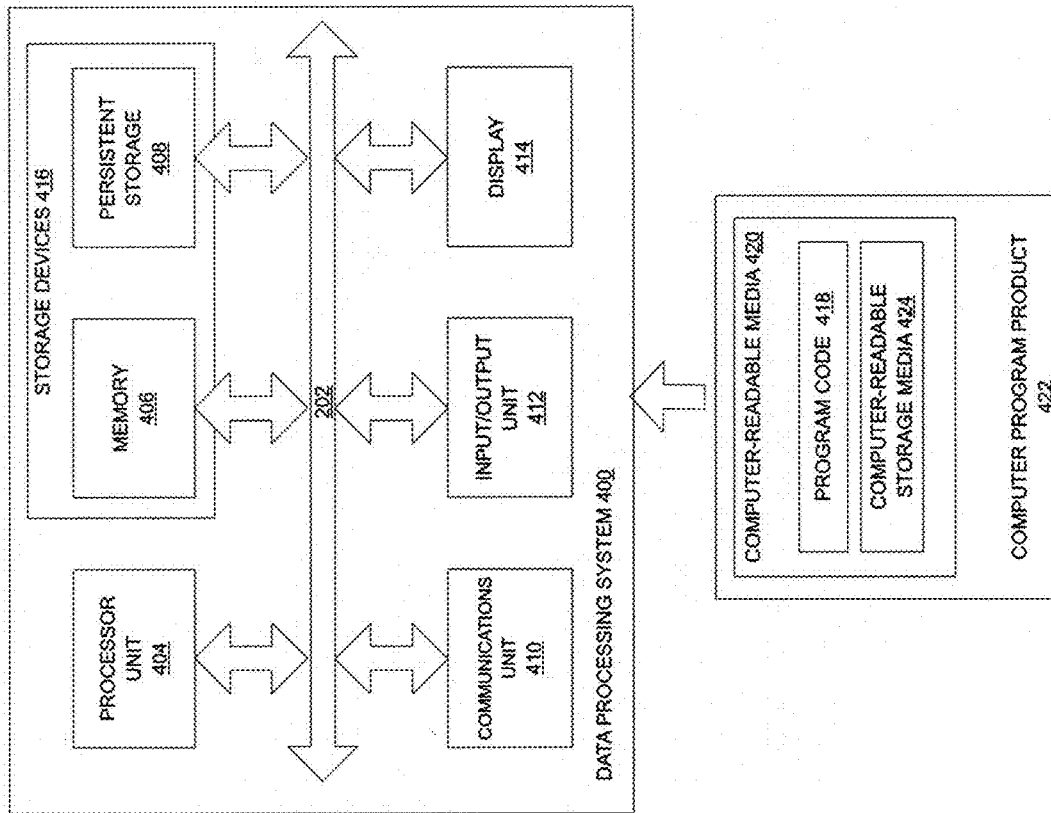 STORAGE DEVICES 416
PROCESSOR
UNIT
404
MEMORY
406
PERSISTENT
STORAGE
408
202
COMMUNICATIONS
UNIT
410
INPUT/OUTPUT
UNIT
412
DISPLAY
414
DATA PROCESSING SYSTEM 400
COMPUTER-READABLE MEDIA 420
PROGRAM CODE 418
COMPUTER-READABLE
STORAGE MEDIA 424
COMPUTER PROGRAM PRODUCT
422